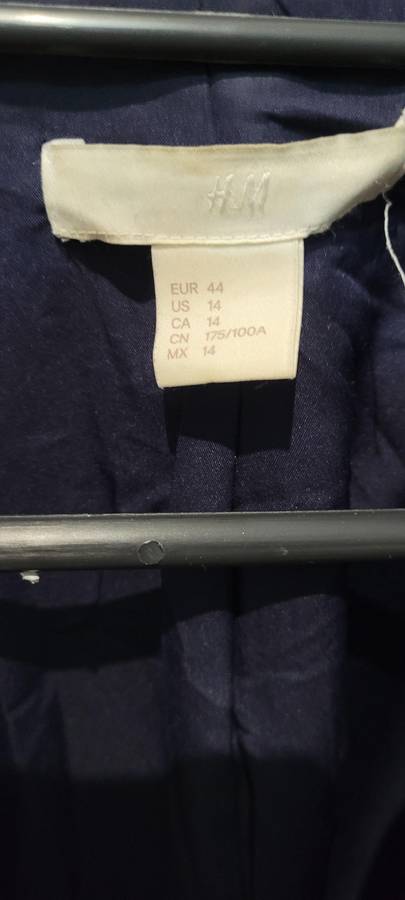 H&M
EUR 44
US 14
CA 14
CN 175/100A
MX 14